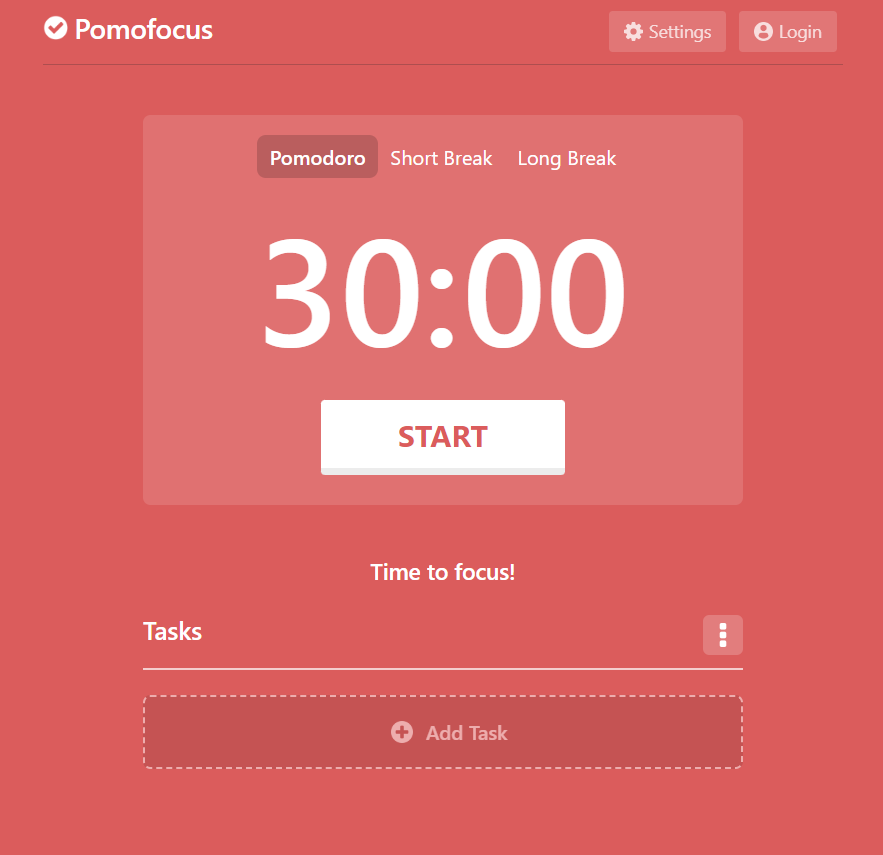 Pomofocus
Settings
Login
Pomodoro
Short Break
Long Break
30:00
START
Time to focus!
Tasks
Add Task